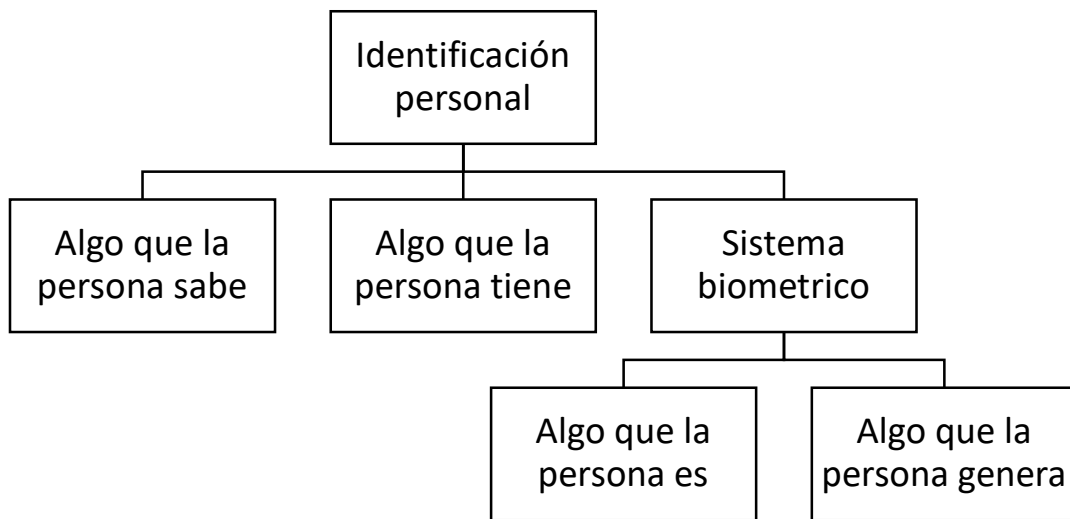 Identificación
personal
Algo que la
persona sabe
Algo que la
persona tiene
Sistema
biometrico
Algo que la
persona es
Algo que la
persona genera